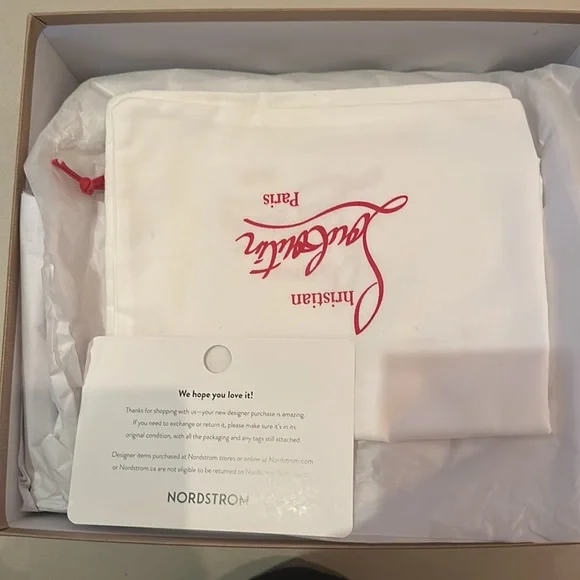 Christian
Louboutin
Paris
We hope you love it!
Thanks for shopping with us—your new designer purchase is amazing.
If you need to exchange or return it, please make sure it's in its
original condition, with all the packaging and any tags still attached.
Designer items purchased at Nordstrom stores or online at Nordstrom.com
or Nordstrom.ca are not eligible to be returned to
NORDSTROM